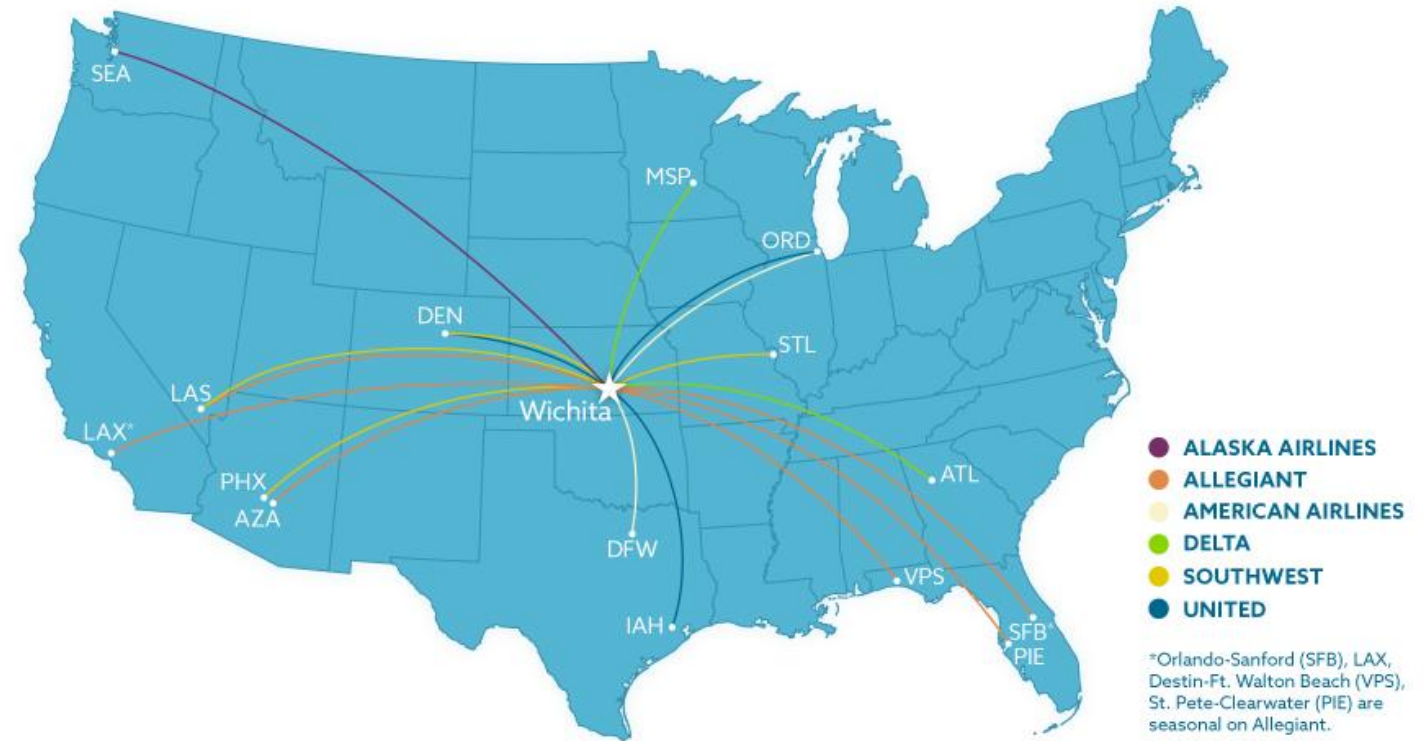 SEA
MSP
ORD
DEN
STL
LAS
Wichita
LAX*
PHX
AZA
ATL
DFW
VPS
IAH
SFB*
PIE
ALASKA AIRLINES
ALLEGIANT
AMERICAN AIRLINES
DELTA
SOUTHWEST
UNITED
*Orlando-Sanford (SFB), LAX,
Destin-Ft. Walton Beach (VPS),
St. Pete-Clearwater (PIE) are
seasonal on Allegiant.